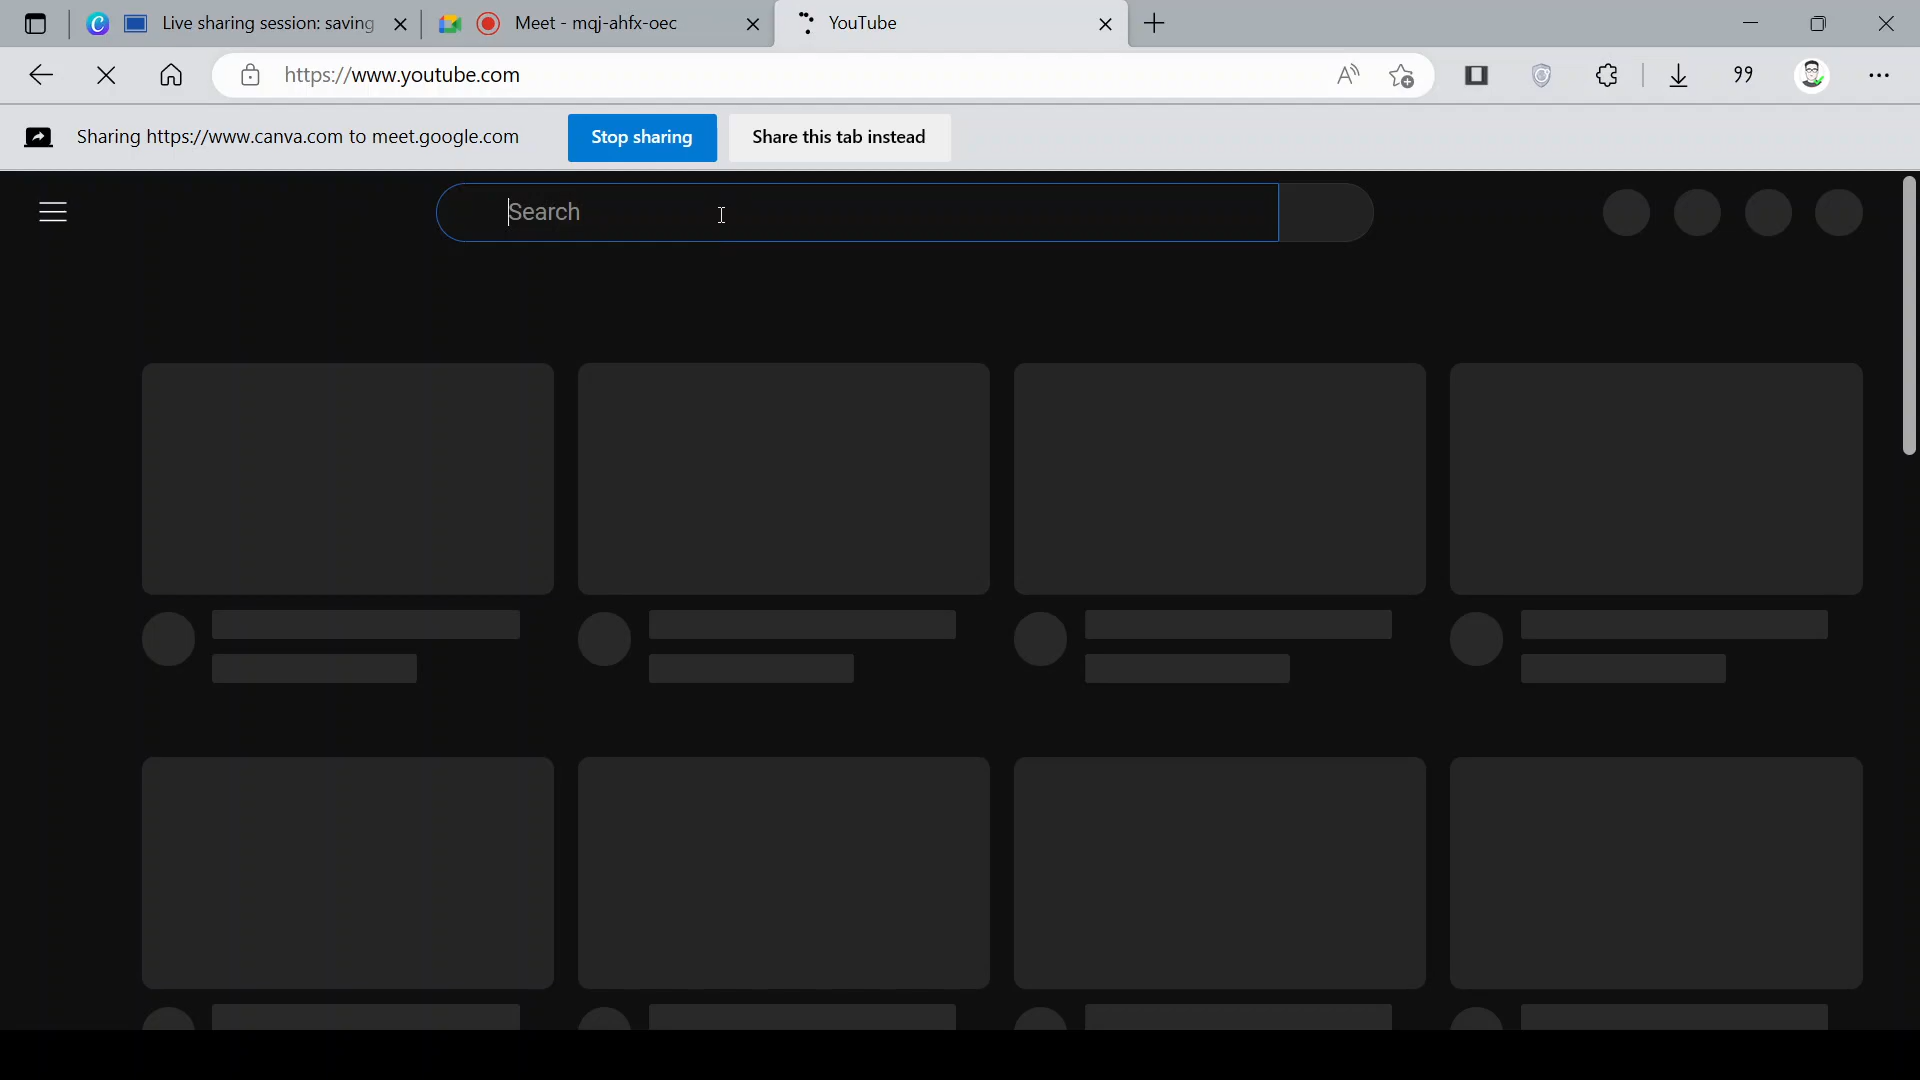 Live sharing session: saving
Meet - mqj-ahfx-oec
YouTube
https://www.youtube.com
Sharing https://www.canva.com to meet.google.com
Stop sharing
Share this tab instead
Search